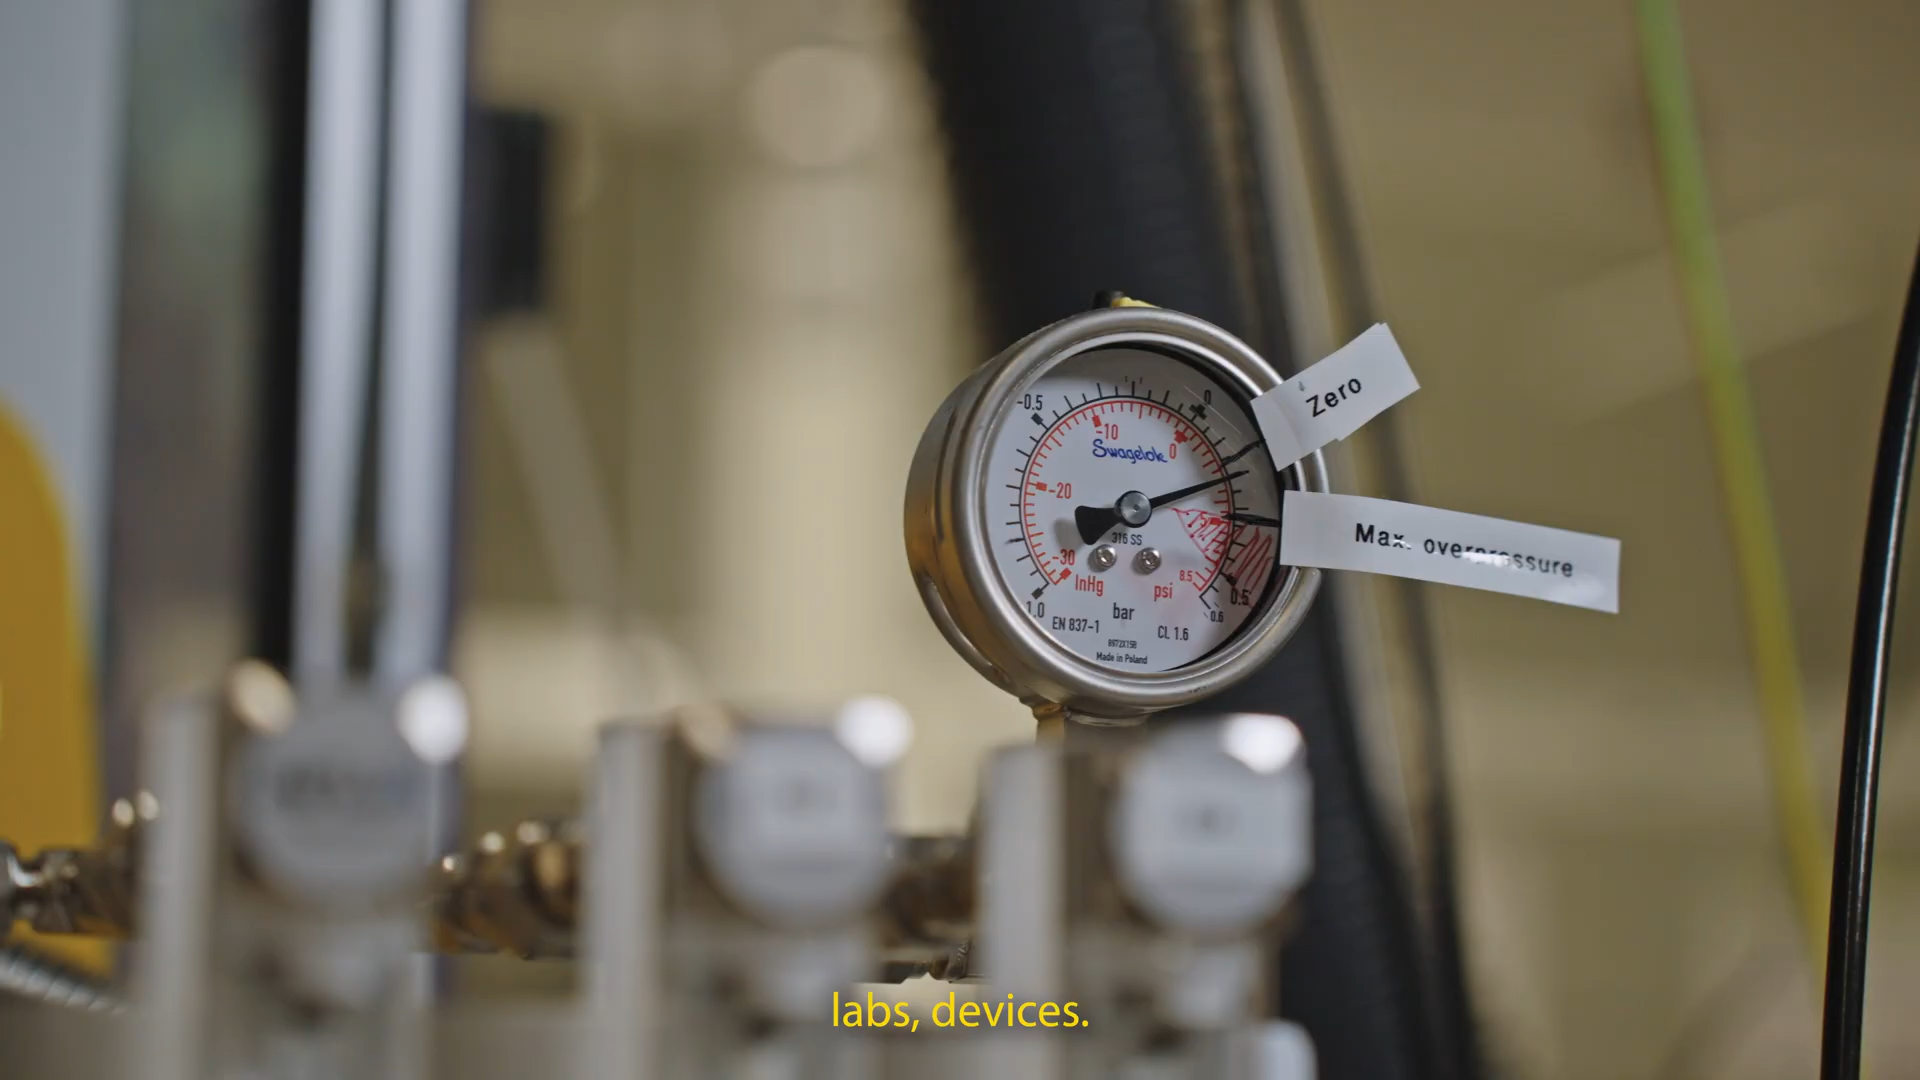 Zero
Max. overpressure
-0.5
0
-10
0
Swagelok
-20
5
316 SS
-30
InHg
psi
8.5
0.5
1.0
bar
0.6
EN 837-1
CL 1.6
Made in Poland
labs, devices.